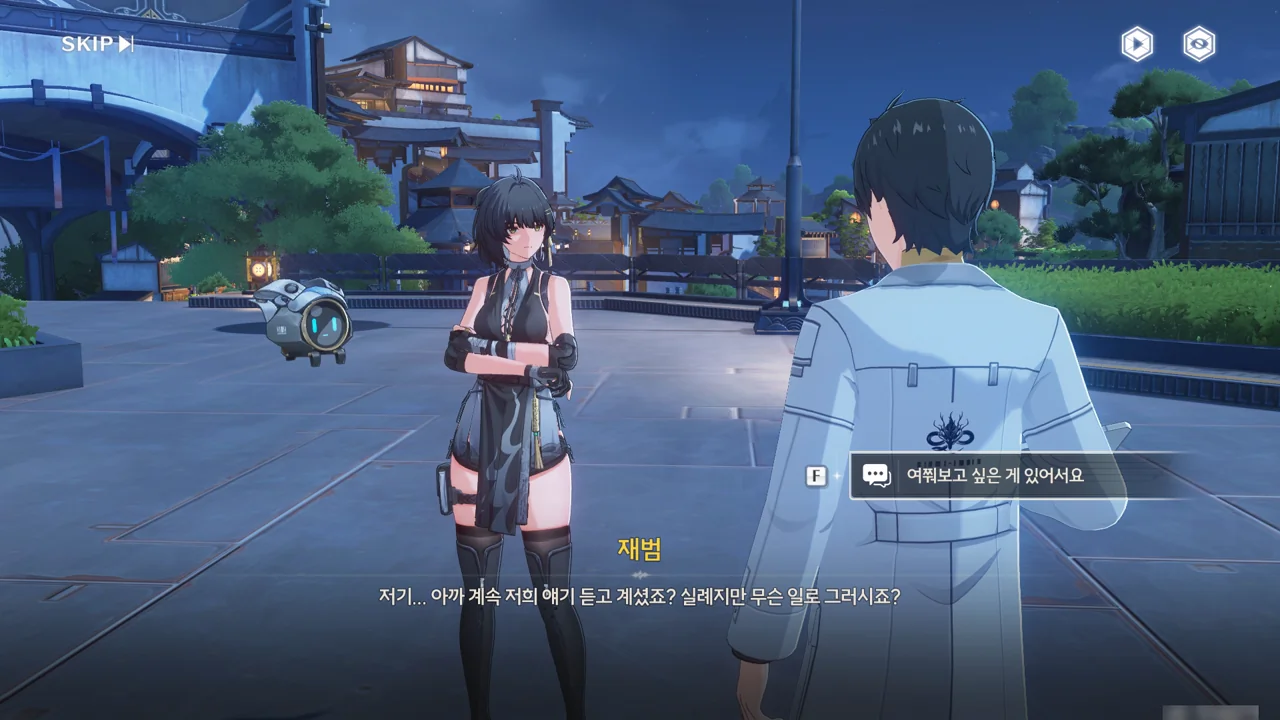 SKIP
F
여쭤보고 싶은 게 있어서요
재범
저기... 아까 계속 저희 얘기 듣고 계셨죠? 실례지만 무슨 일로 그러시죠?